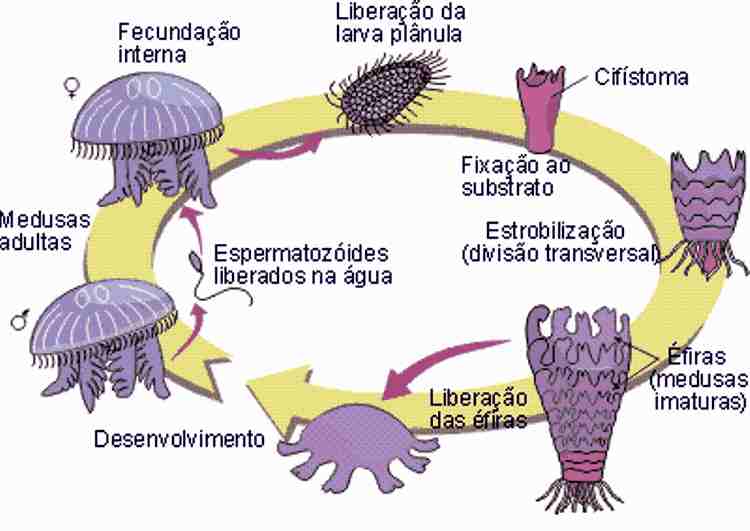 Fecundação
interna
Liberação da
larva plânula
Cifístoma
♀
Fixação ao
substrato
Medusas
adultas
Espermatozóides
liberados na água
Estrobilização
(divisão transversal)
♂
Éfiras
(medusas
imaturas)
Liberação
das éfiras
Desenvolvimento